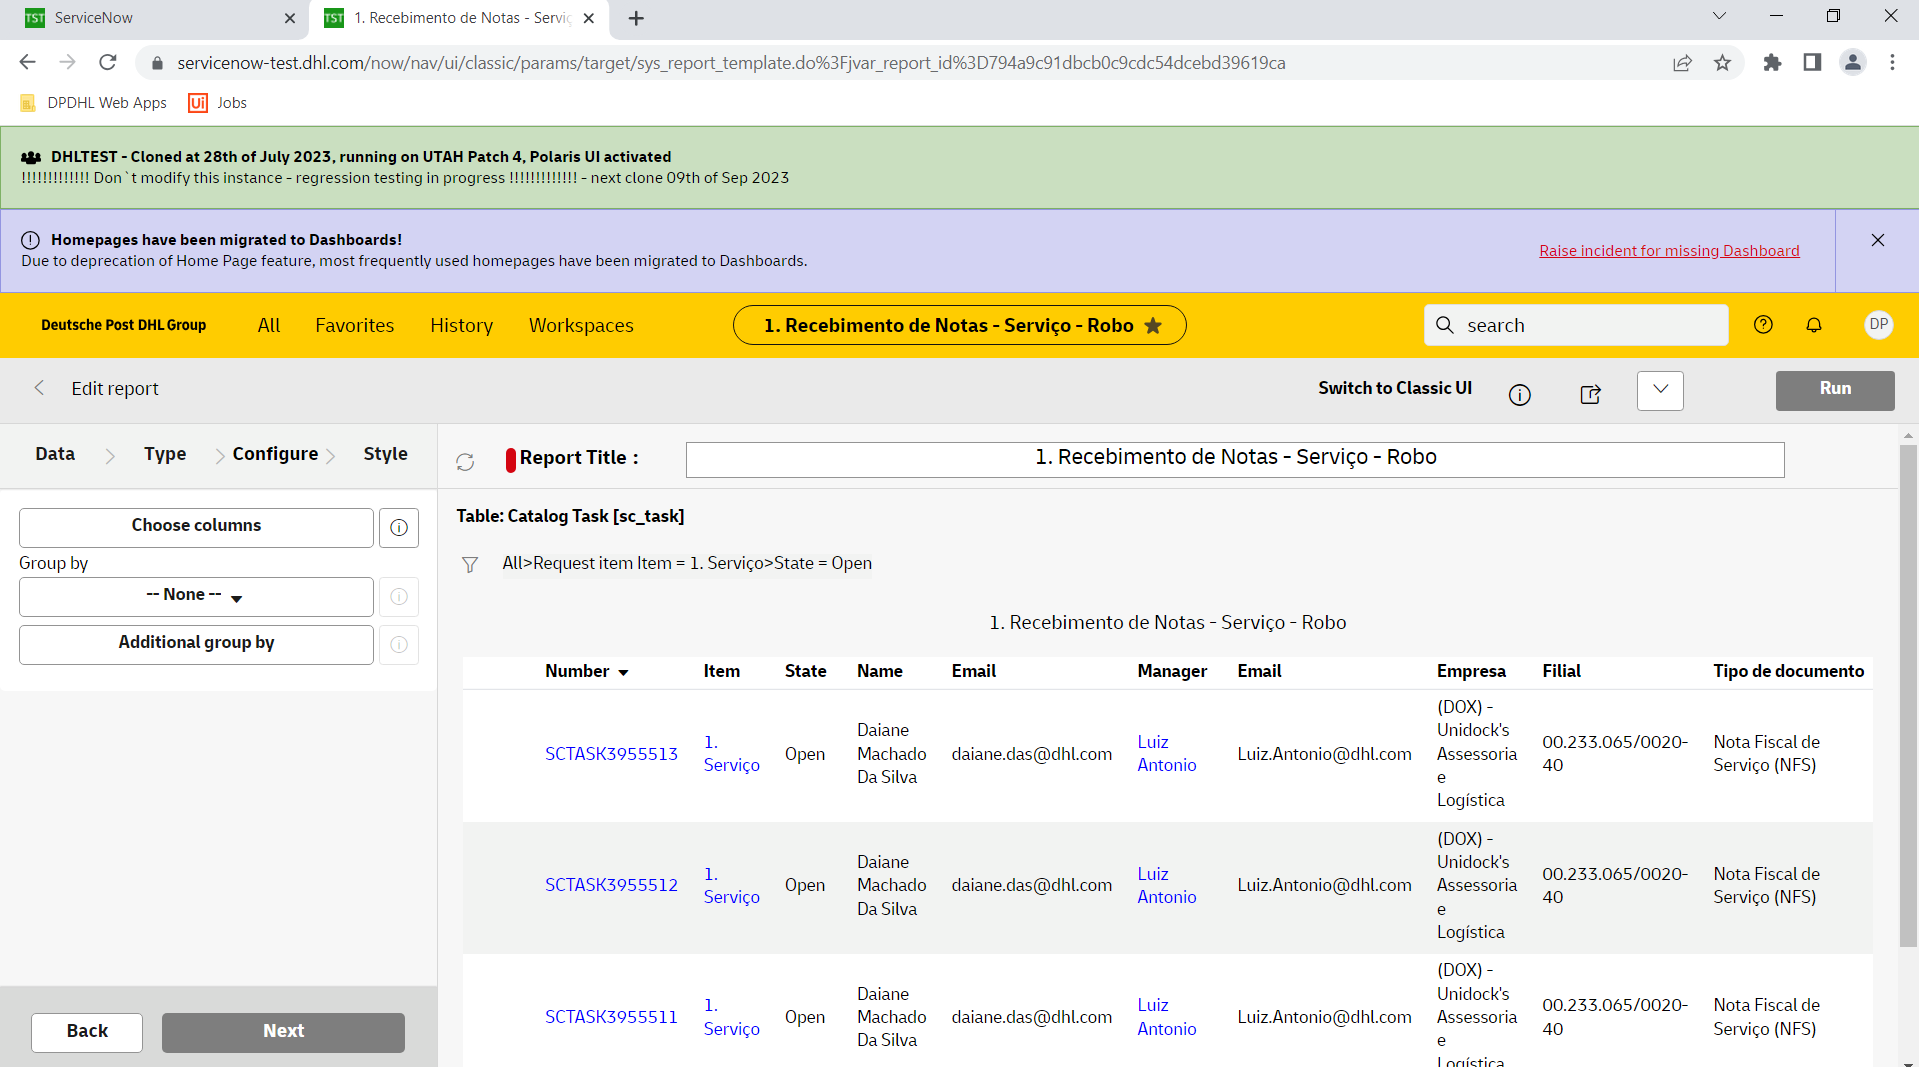 TST ServiceNow
TST 1. Recebimento de Notas - Serviç
servicenow-test.dhl.com/now/nav/ui/classic/params/target/sys_report_template.do%3Fjvar_report_id%3D794a9c91dbcb0c9cdc54dcebd39619ca
DPDHL Web Apps Ui Jobs
DHLTEST - Cloned at 28th of July 2023, running on UTAH Patch 4, Polaris UI activated
!!!!!!!!!!!!! Don`t modify this instance - regression testing in progress !!!!!!!!!!!!! - next clone 09th of Sep 2023
Homepages have been migrated to Dashboards!
Due to deprecation of Home Page feature, most frequently used homepages have been migrated to Dashboards.
Raise incident for missing Dashboard
Deutsche Post DHL Group All Favorites History Workspaces 1. Recebimento de Notas - Serviço - Robo ★ search DP
Edit report Switch to Classic UI Run
Data Type Configure Style
Report Title : 1. Recebimento de Notas - Serviço - Robo
Choose columns
Group by
-- None --
Additional group by
Back Next
Table: Catalog Task [sc_task]
All>Request item Item = 1. Serviço>State = Open
1. Recebimento de Notas - Serviço - Robo
Number Item State Name Email Manager Email Empresa Filial Tipo de documento
SCTASK3955513 1. Serviço Open Daiane Machado Da Silva daiane.das@dhl.com Luiz Antonio Luiz.Antonio@dhl.com (DOX) - Unidock's Assessoria e Logística 00.233.065/0020-40 Nota Fiscal de Serviço (NFS)
SCTASK3955512 1. Serviço Open Daiane Machado Da Silva daiane.das@dhl.com Luiz Antonio Luiz.Antonio@dhl.com (DOX) - Unidock's Assessoria e Logística 00.233.065/0020-40 Nota Fiscal de Serviço (NFS)
SCTASK3955511 1. Serviço Open Daiane Machado Da Silva daiane.das@dhl.com Luiz Antonio Luiz.Antonio@dhl.com (DOX) - Unidock's Assessoria e Logística 00.233.065/0020-40 Nota Fiscal de Serviço (NFS)